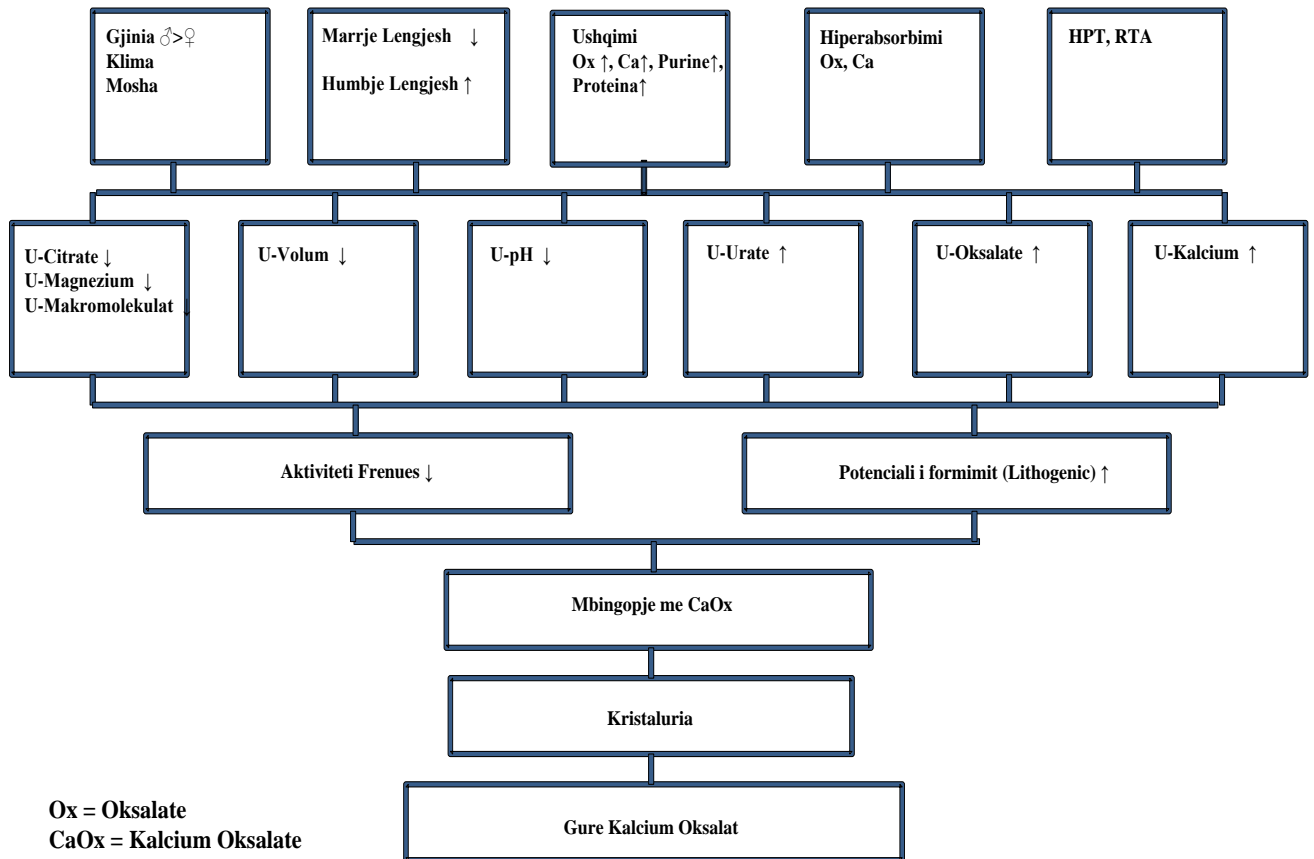 Gjinia ♂>♀
Klima
Mosha
Marrje Lengjesh ↓
Humbje Lengjesh ↑
Ushqimi
Ox ↑, Ca↑, Purine↑,
Proteina↑
Hiperabsorbimi
Ox, Ca
HPT, RTA
U-Citrate ↓
U-Magnezium ↓
U-Makromolekulat ↓
U-Volum ↓
U-pH ↓
U-Urate ↑
U-Oksalate ↑
U-Kalcium ↑
Aktiviteti Frenues ↓
Potenciali i formimit (Lithogenic) ↑
Mbingopje me CaOx
Kristaluria
Gure Kalcium Oksalat
Ox = Oksalate
CaOx = Kalcium Oksalate